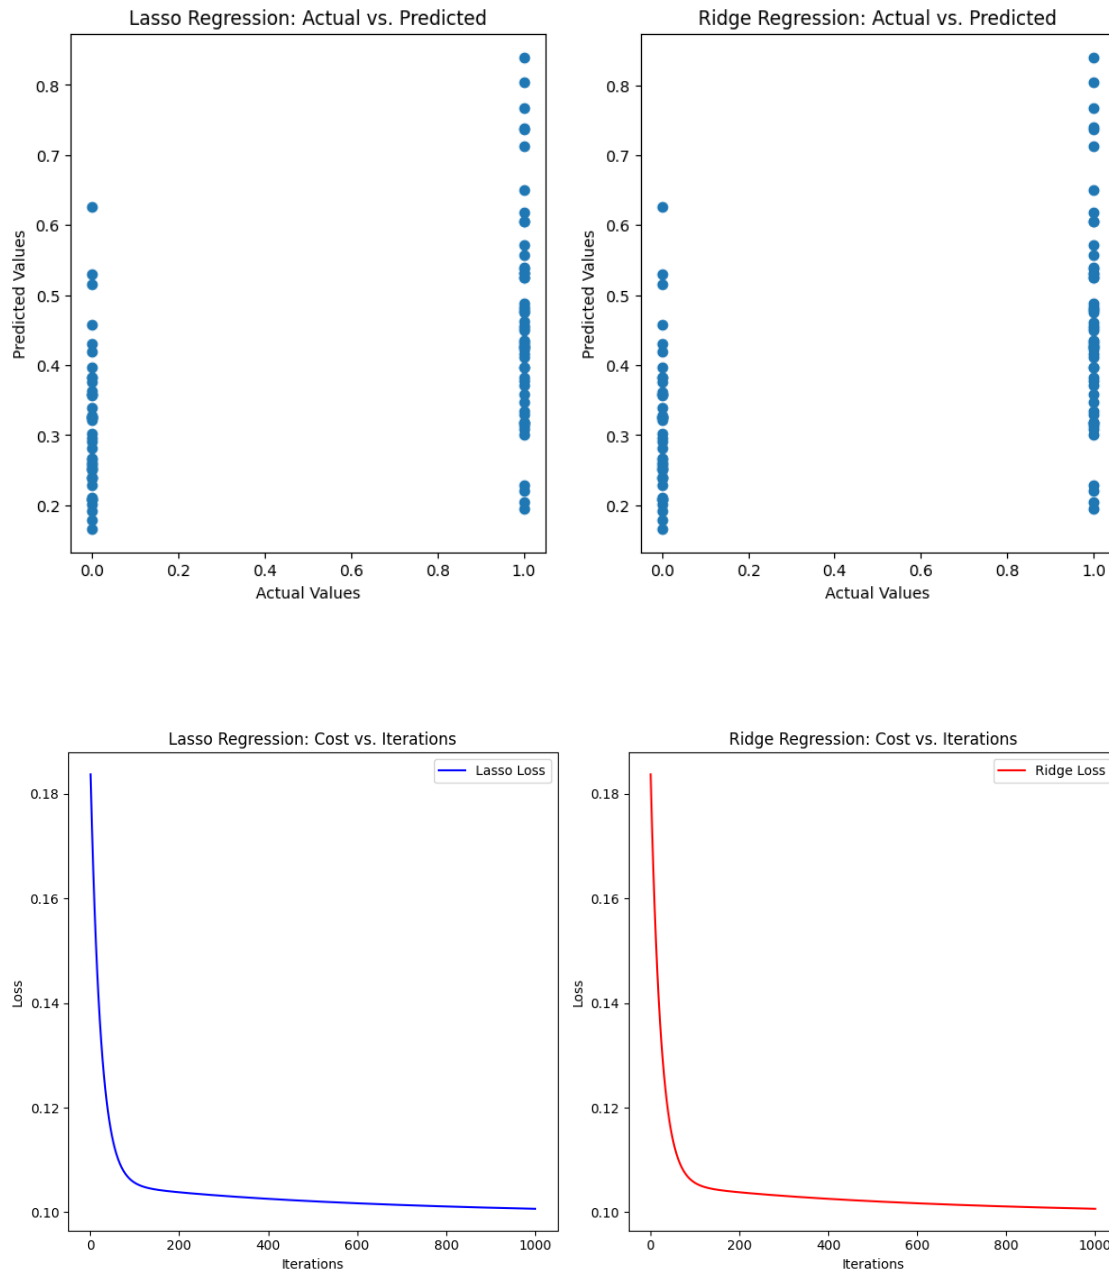 Lasso Regression: Actual vs. Predicted
Predicted Values
0.8
0.7
0.6
0.5
0.4
0.3
0.2
0.0 0.2 0.4 0.6 0.8 1.0
Actual Values
Ridge Regression: Actual vs. Predicted
Predicted Values
0.8
0.7
0.6
0.5
0.4
0.3
0.2
0.0 0.2 0.4 0.6 0.8 1.0
Actual Values
Lasso Regression: Cost vs. Iterations
Lasso Loss
Loss
0.18
0.16
0.14
0.12
0.10
0 200 400 600 800 1000
Iterations
Ridge Regression: Cost vs. Iterations
Ridge Loss
Loss
0.18
0.16
0.14
0.12
0.10
0 200 400 600 800 1000
Iterations